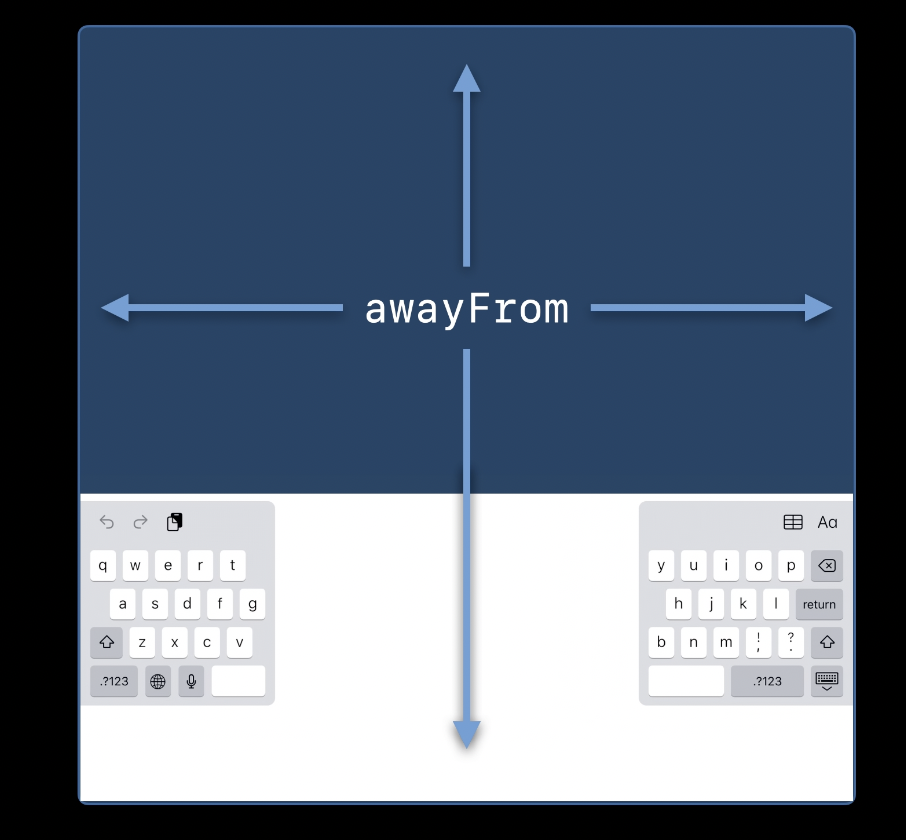 awayFrom
Aa
q w e r t
y u i o p
a s d f g
h j k l return
z x c v
b n m ! , ? .
.?123
.?123